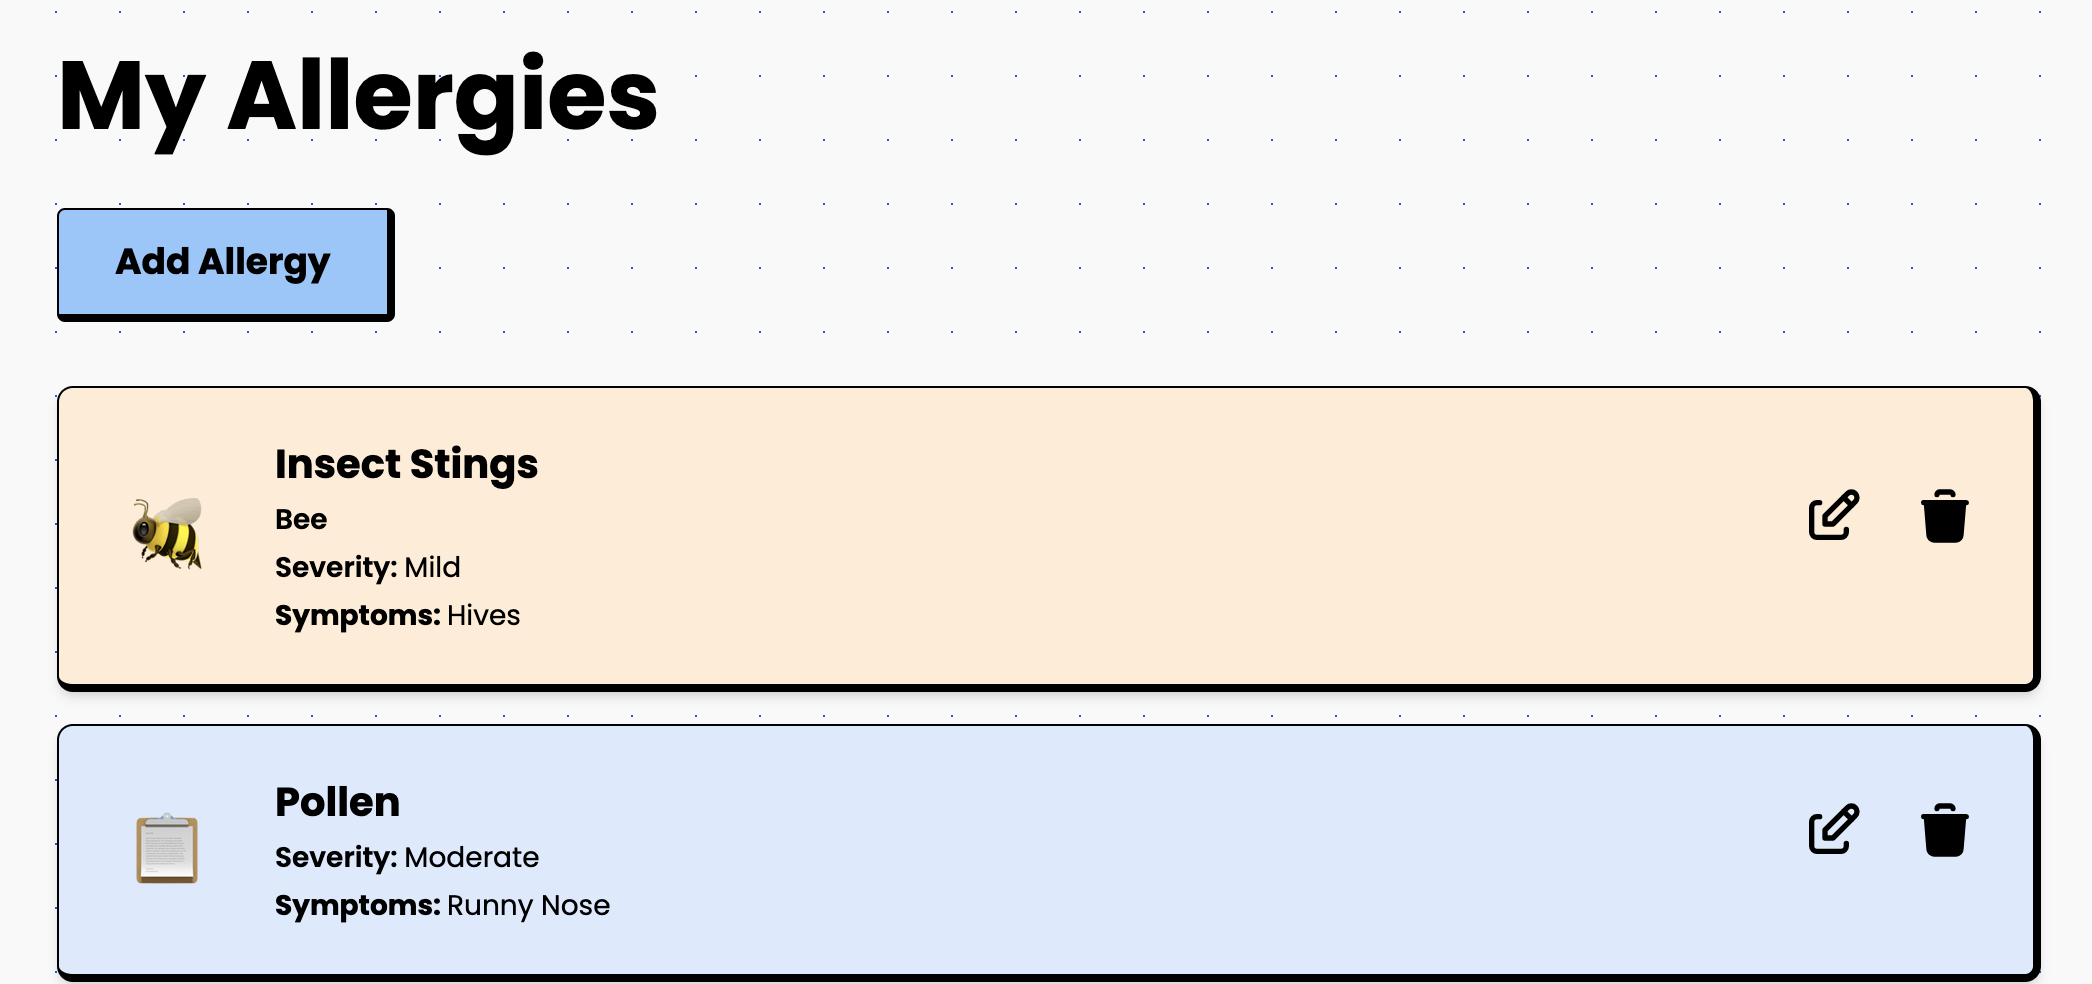 My Allergies
Add Allergy
Insect Stings
Bee
Severity: Mild
Symptoms: Hives
Pollen
Severity: Moderate
Symptoms: Runny Nose